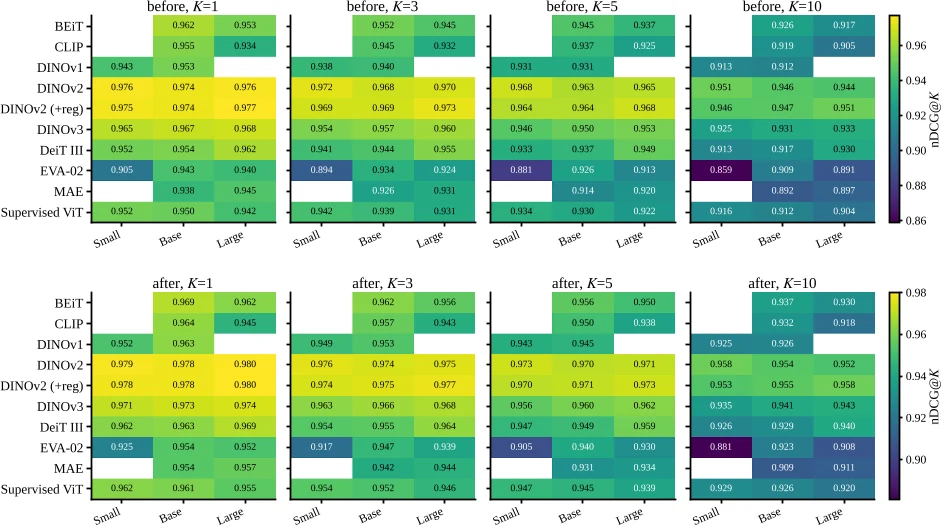 before, K=1 before, K=3 before, K=5 before, K=10
BEiT 0.962 0.953 0.952 0.945 0.945 0.937 0.926 0.917
CLIP 0.955 0.934 0.945 0.932 0.937 0.925 0.919 0.905
DINOv1 0.943 0.953 0.938 0.940 0.931 0.931 0.913 0.912
DINOv2 0.976 0.974 0.976 0.972 0.968 0.970 0.968 0.963 0.965 0.951 0.946 0.944
DINOv2 (+reg) 0.975 0.974 0.977 0.969 0.969 0.973 0.964 0.964 0.968 0.946 0.947 0.951
DINOv3 0.965 0.967 0.968 0.954 0.957 0.960 0.946 0.950 0.953 0.925 0.931 0.933
DeiT III 0.952 0.954 0.962 0.941 0.944 0.955 0.933 0.937 0.949 0.913 0.917 0.930
EVA-02 0.905 0.943 0.940 0.894 0.934 0.924 0.881 0.926 0.913 0.859 0.909 0.891
MAE 0.938 0.945 0.926 0.931 0.914 0.920 0.892 0.897
Supervised ViT 0.952 0.950 0.942 0.942 0.939 0.931 0.934 0.930 0.922 0.916 0.912 0.904
Small Base Large Small Base Large Small Base Large Small Base Large
0.96
0.94
0.92
0.90
0.88
0.86
nDCG@K
after, K=1 after, K=3 after, K=5 after, K=10
BEiT 0.969 0.962 0.962 0.956 0.956 0.950 0.937 0.930
CLIP 0.964 0.945 0.957 0.943 0.950 0.938 0.932 0.918
DINOv1 0.952 0.963 0.949 0.953 0.943 0.945 0.925 0.926
DINOv2 0.979 0.978 0.980 0.976 0.974 0.975 0.973 0.970 0.971 0.958 0.954 0.952
DINOv2 (+reg) 0.978 0.978 0.980 0.974 0.975 0.977 0.970 0.971 0.973 0.953 0.955 0.958
DINOv3 0.971 0.973 0.974 0.963 0.966 0.968 0.956 0.960 0.962 0.935 0.941 0.943
DeiT III 0.962 0.963 0.969 0.954 0.955 0.964 0.947 0.949 0.959 0.926 0.929 0.940
EVA-02 0.925 0.954 0.952 0.917 0.947 0.939 0.905 0.940 0.930 0.881 0.923 0.908
MAE 0.954 0.957 0.942 0.944 0.931 0.934 0.909 0.911
Supervised ViT 0.962 0.961 0.955 0.954 0.952 0.946 0.947 0.945 0.939 0.929 0.926 0.920
Small Base Large Small Base Large Small Base Large Small Base Large
0.98
0.96
0.94
0.92
0.90
nDCG@K